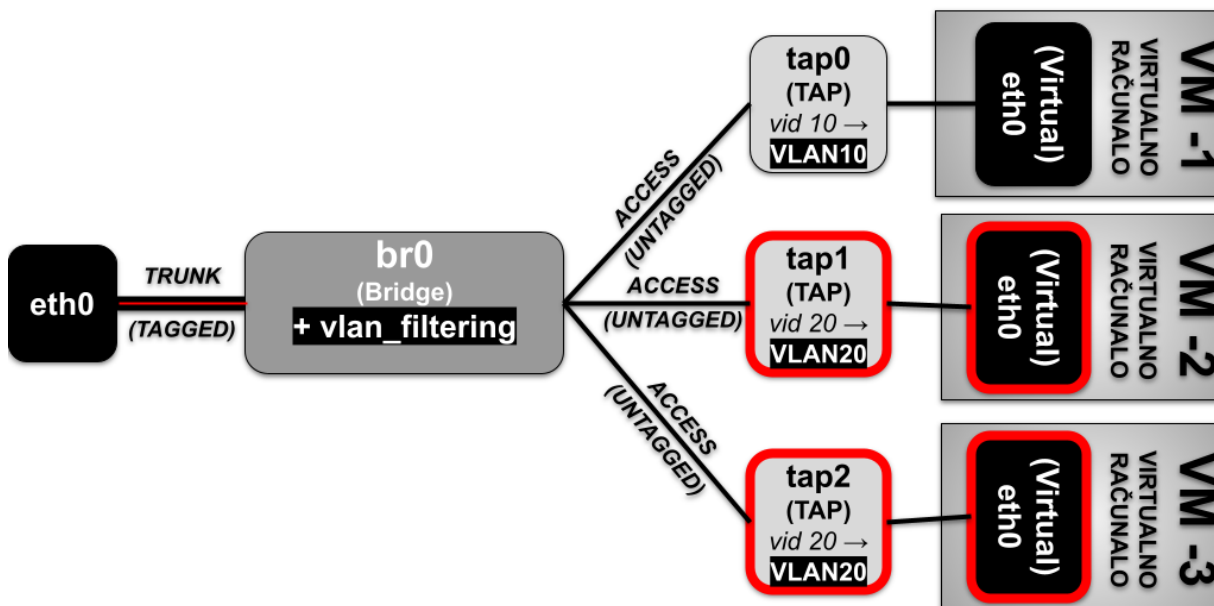 eth0
TRUNK
(TAGGED)
br0
(Bridge)
+ vlan_filtering
ACCESS
(UNTAGGED)
tap0
(TAP)
vid 10 →
VLAN10
(Virtual)
eth0
VIRTUALNO
RAČUNALO
VM -1
ACCESS
(UNTAGGED)
tap1
(TAP)
vid 20 →
VLAN20
(Virtual)
eth0
VIRTUALNO
RAČUNALO
VM -2
ACCESS
(UNTAGGED)
tap2
(TAP)
vid 20 →
VLAN20
(Virtual)
eth0
VIRTUALNO
RAČUNALO
VM -3